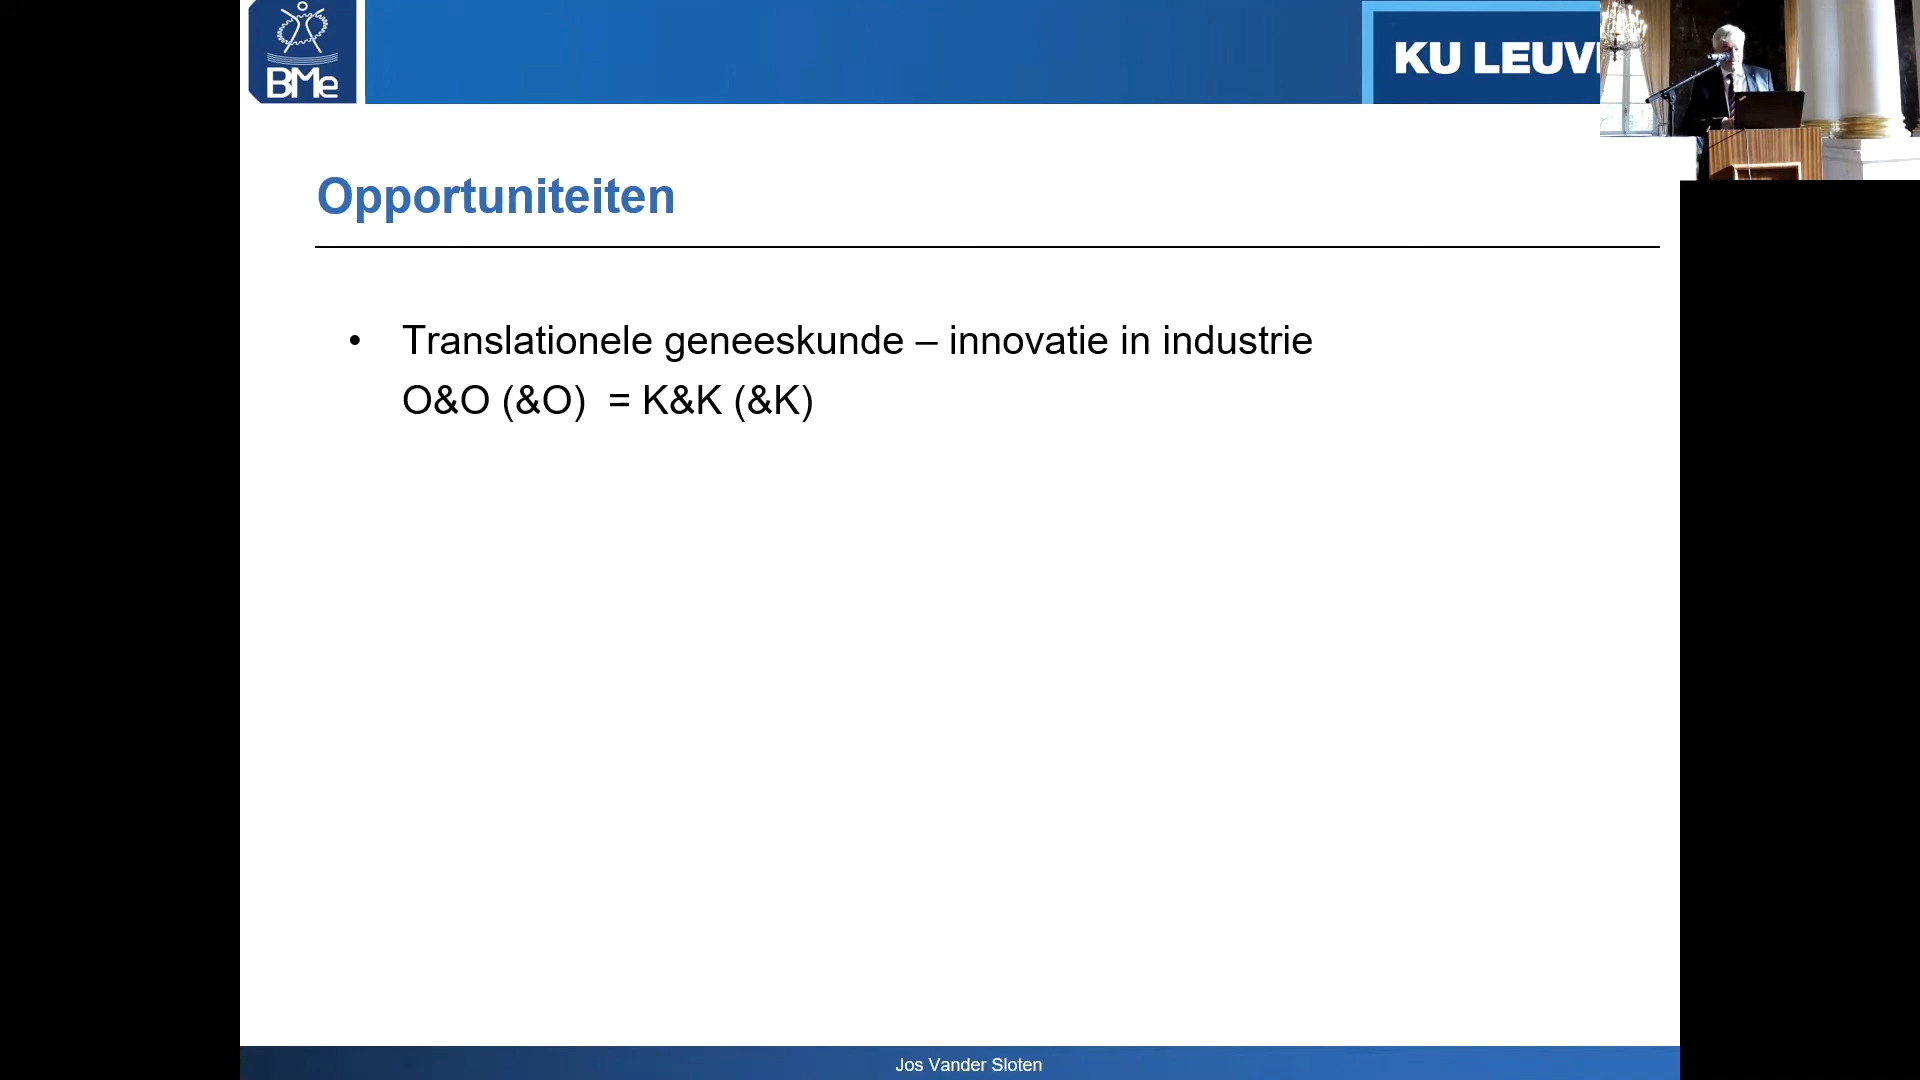 BMe
KU LEUV
Opportuniteiten
• Translationele geneeskunde – innovatie in industrie
O&O (&O) = K&K (&K)
Jos Vander Sloten